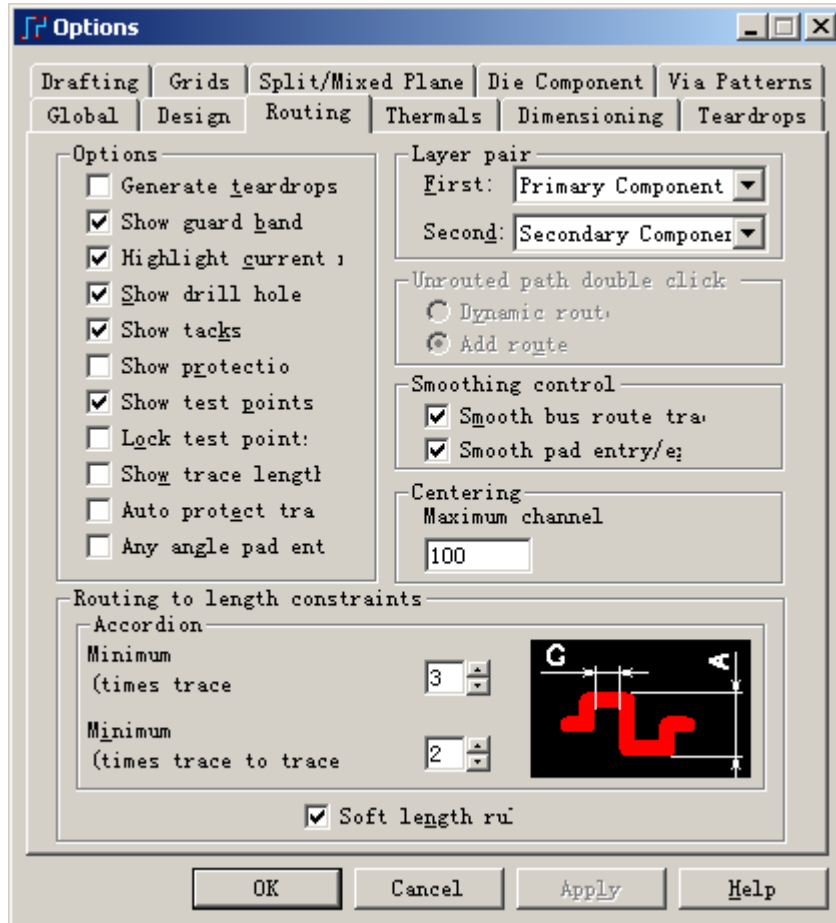 Options
Drafting Grids Split/Mixed Plane Die Component Via Patterns
Global Design Routing Thermals Dimensioning Teardrops
Options
Generate teardrops
Show guard band
Highlight current
Show drill hole
Show tacks
Show protectio
Show test points
Lock test point
Show trace lengt
Auto protect tra
Any angle pad ent
Layer pair
First: Primary Component
Second: Secondary Componer
Unrouted path double click
Dynamic rout
Add route
Smoothing control
Smooth bus route tra
Smooth pad entry/e
Centering
Maximum channel
100
Routing to length constraints
Accordion
Minimum
(times trace
3
Minimum
(times trace to trace
2
G
A
Soft length ru
OK Cancel Apply Help